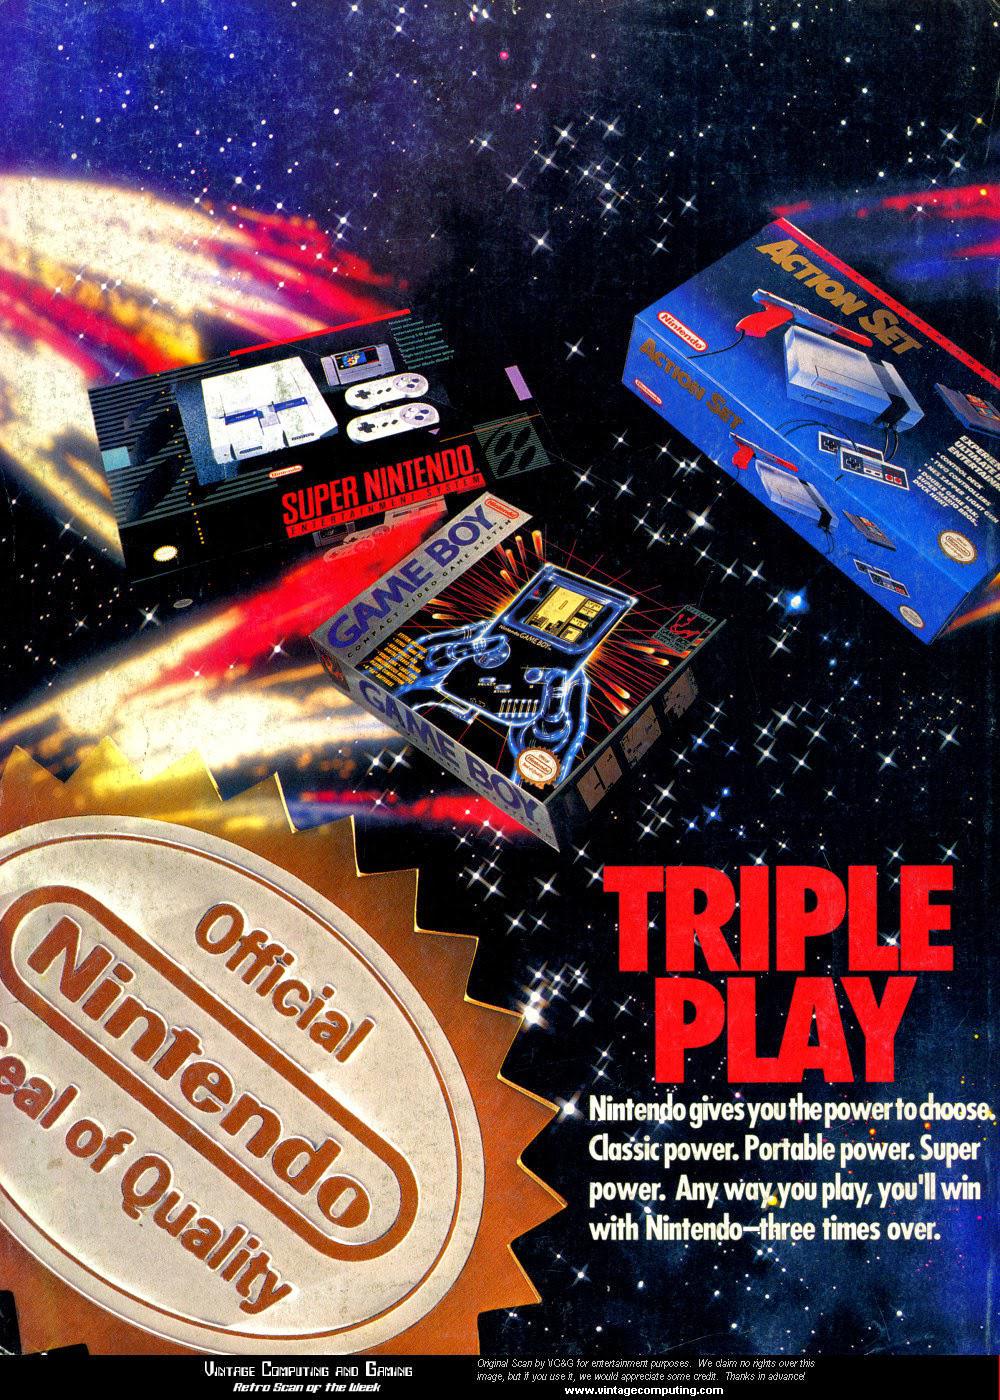 ACTION SET
Nintendo
ACTION SET
Nintendo
SUPER NINTENDO
ENTERTAINMENT SYSTEM
Nintendo
GAME BOY
COMPACT VIDEO GAME SYSTEM
Nintendo GAME BOY
GAME BOY
Official
Nintendo
Seal of Quality
TRIPLE
PLAY
Nintendo gives you the power to choose.
Classic power. Portable power. Super
power. Any way you play, you'll win
with Nintendo—three times over.
VINTAGE COMPUTING AND GAMING
Retro Scan of the Week
Original Scan by VC&G for entertainment purposes. We claim no rights over this
image, but if you use it, we would appreciate some credit. Thanks in advance!
www.vintagecomputing.com